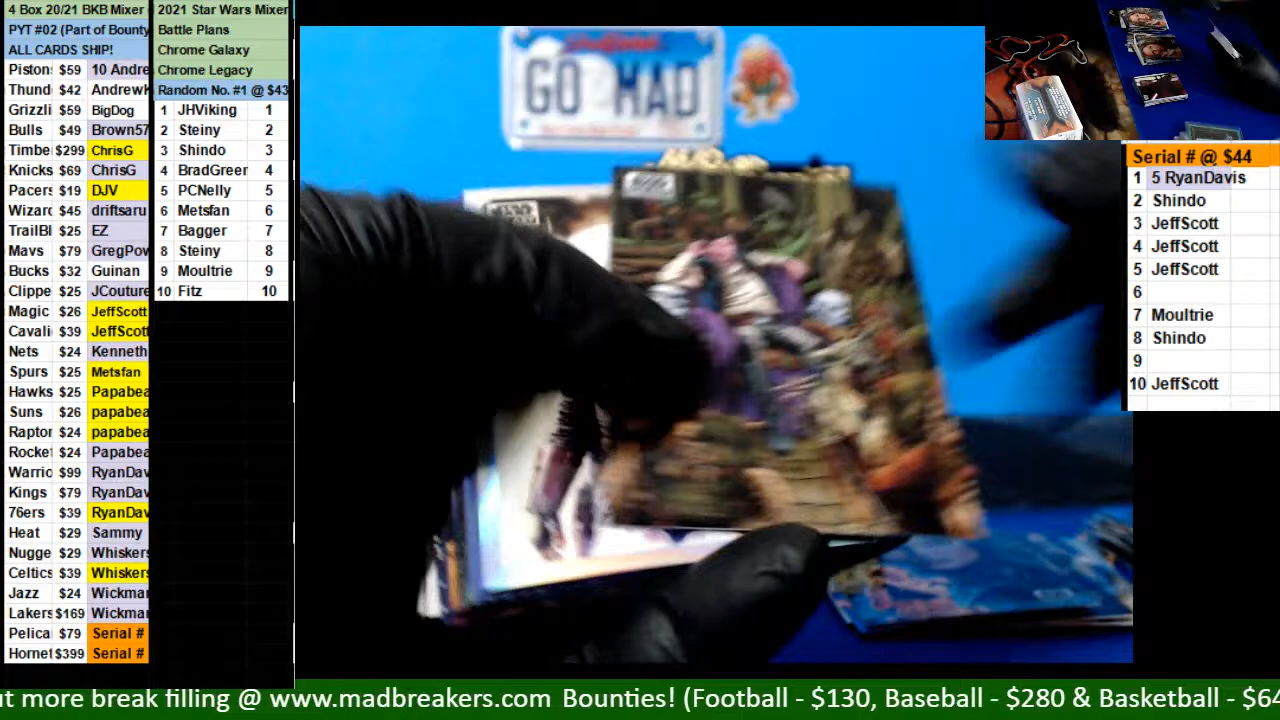 4 Box 20/21 BKB Mixer
PYT #02 (Part of Bounty
ALL CARDS SHIP!
Piston $59 10 Andre
Thund $42 AndrewK
Grizzli $59 BigDog
Bulls $49 Brown57
Timbe $299 ChrisG
Knicks $69 ChrisG
Pacers $19 DJV
Wizard $45 driftsaru
TrailBl $25 EZ
Mavs $79 GregPow
Bucks $32 Guinan
Clippe $25 JCouture
Magic $26 JeffScott
Cavali $39 JeffScott
Nets $24 Kenneth
Spurs $25 Metsfan
Hawks $25 Papabea
Suns $26 papabea
Raptor $24 papabea
Rocket $24 Papabea
Warric $99 RyanDav
Kings $79 RyanDav
76ers $39 RyanDav
Heat $29 Sammy
Nugge $29 Whiskers
Celtics $39 Whiskers
Jazz $24 Wickmar
Lakers $169 Wickmar
Pelica $79 Serial #
Hornet $399 Serial #
2021 Star Wars Mixer
Battle Plans
Chrome Galaxy
Chrome Legacy
Random No. #1 @ $43
1 JHViking 1
2 Steiny 2
3 Shindo 3
4 BradGreer 4
5 PCNelly 5
6 Metsfan 6
7 Bagger 7
8 Steiny 8
9 Moultrie 9
10 Fitz 10
GO MAD
Serial # @ $44
1 5 RyanDavis
2 Shindo
3 JeffScott
4 JeffScott
5 JeffScott
6
7 Moultrie
8 Shindo
9
10 JeffScott
ut more break filling @ www.madbreakers.com Bounties! (Football - $130, Baseball - $280 & Basketball - $64